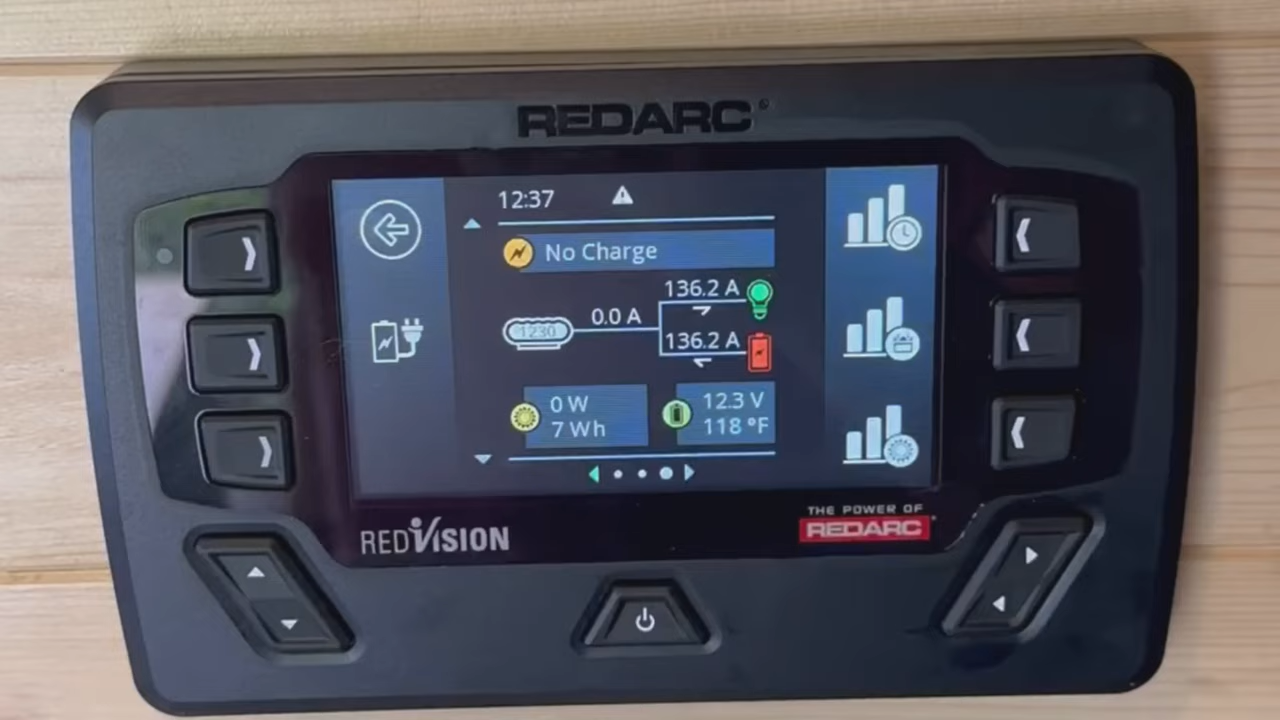 REDARC
12:37
No Charge
136.2 A
0.0 A
1230
136.2 A
0 W
7 Wh
12.3 V
118 °F
REDVISION
THE POWER OF
REDARC